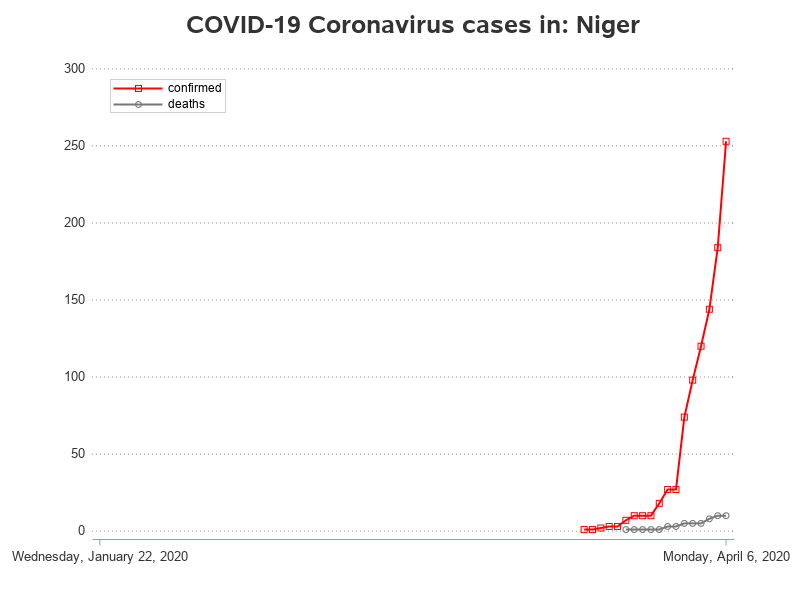 COVID-19 Coronavirus cases in: Niger
300
confirmed
deaths
250
200
150
100
50
0
Wednesday, January 22, 2020
Monday, April 6, 2020